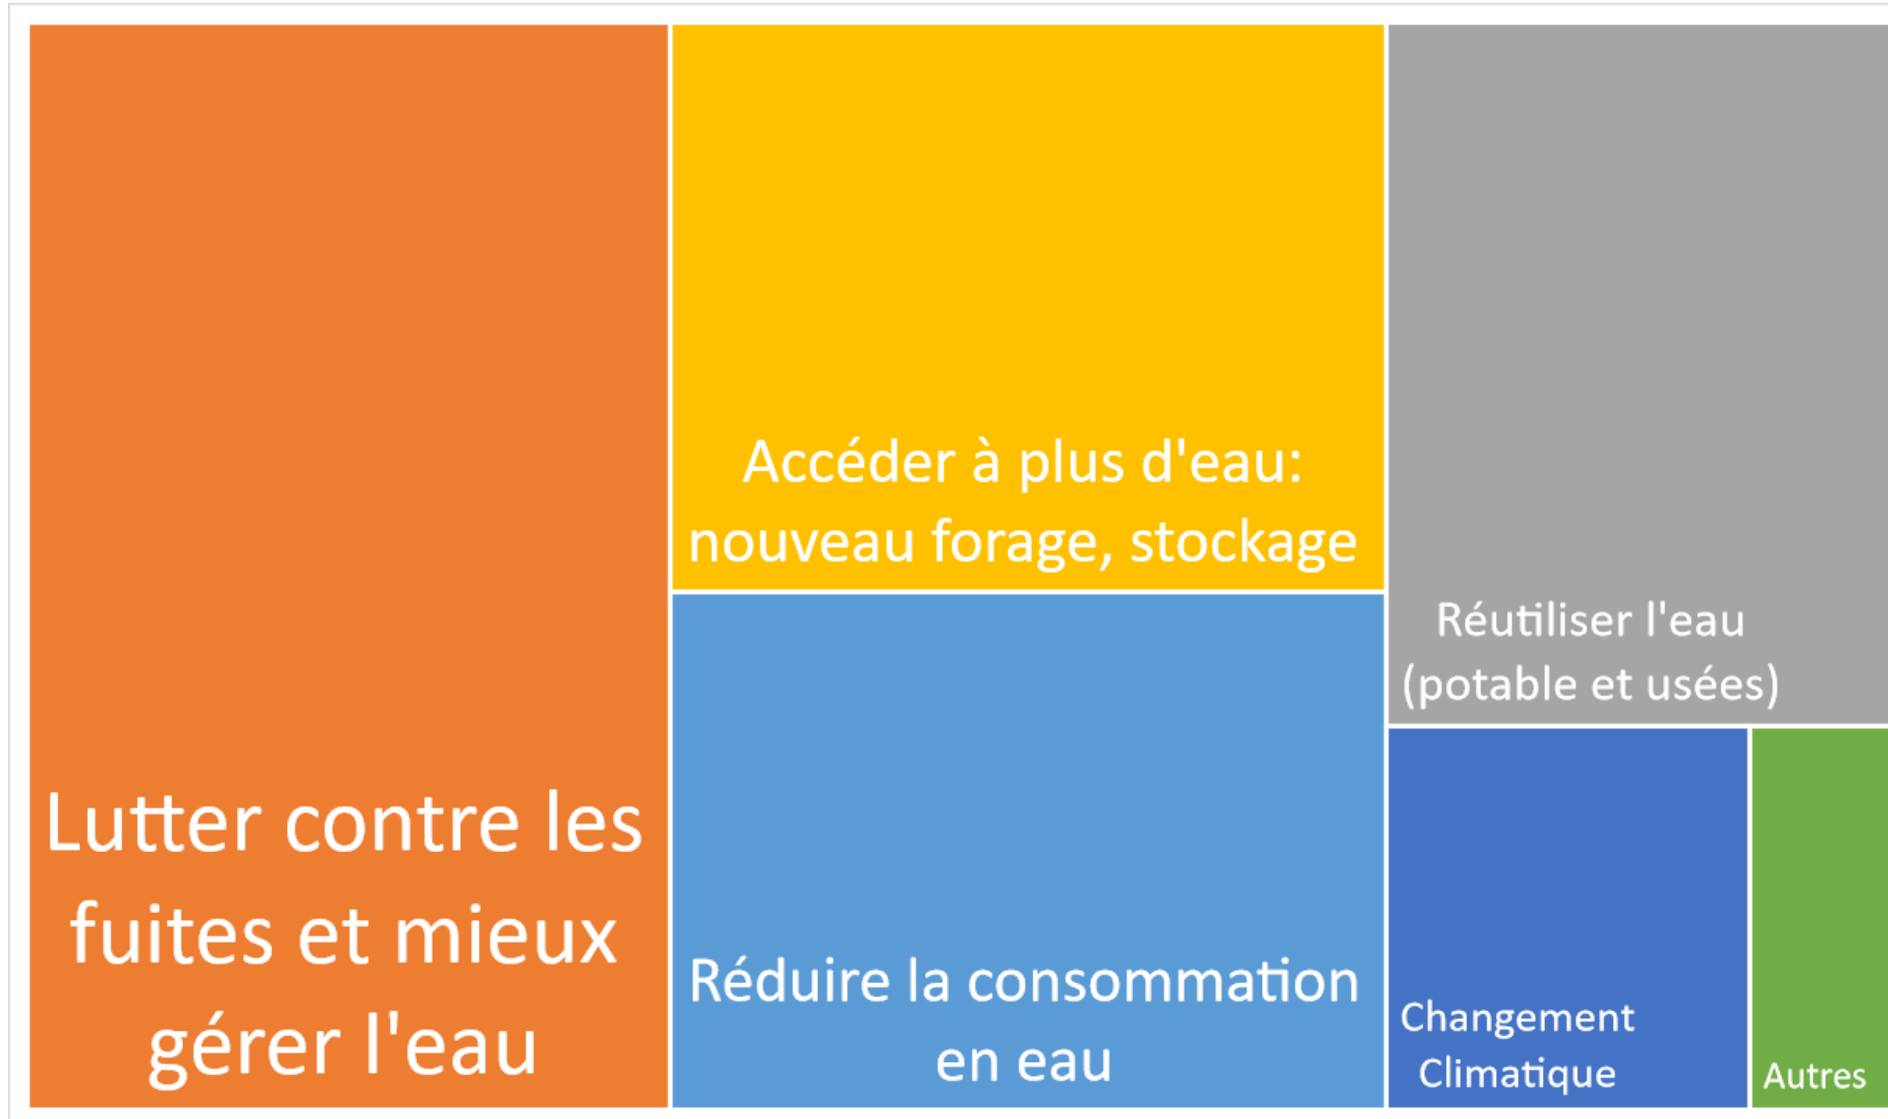 Lutter contre les
fuites et mieux
gérer l'eau
Accéder à plus d'eau:
nouveau forage, stockage
Réduire la consommation
en eau
Réutiliser l'eau
(potable et usées)
Changement
Climatique
Autres